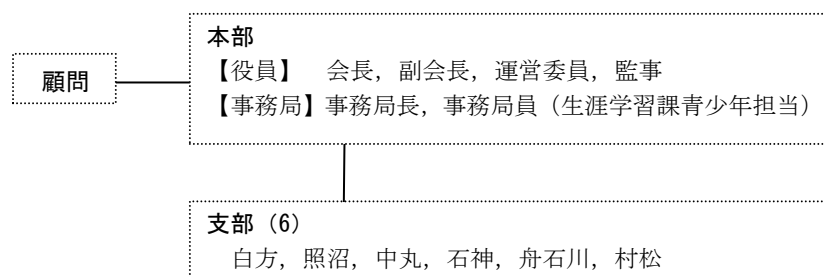 顧問
本部
【役員】　会長，副会長，運営委員，監事
【事務局】事務局長，事務局員（生涯学習課青少年担当）
支部（6）
白方，照沼，中丸，石神，舟石川，村松